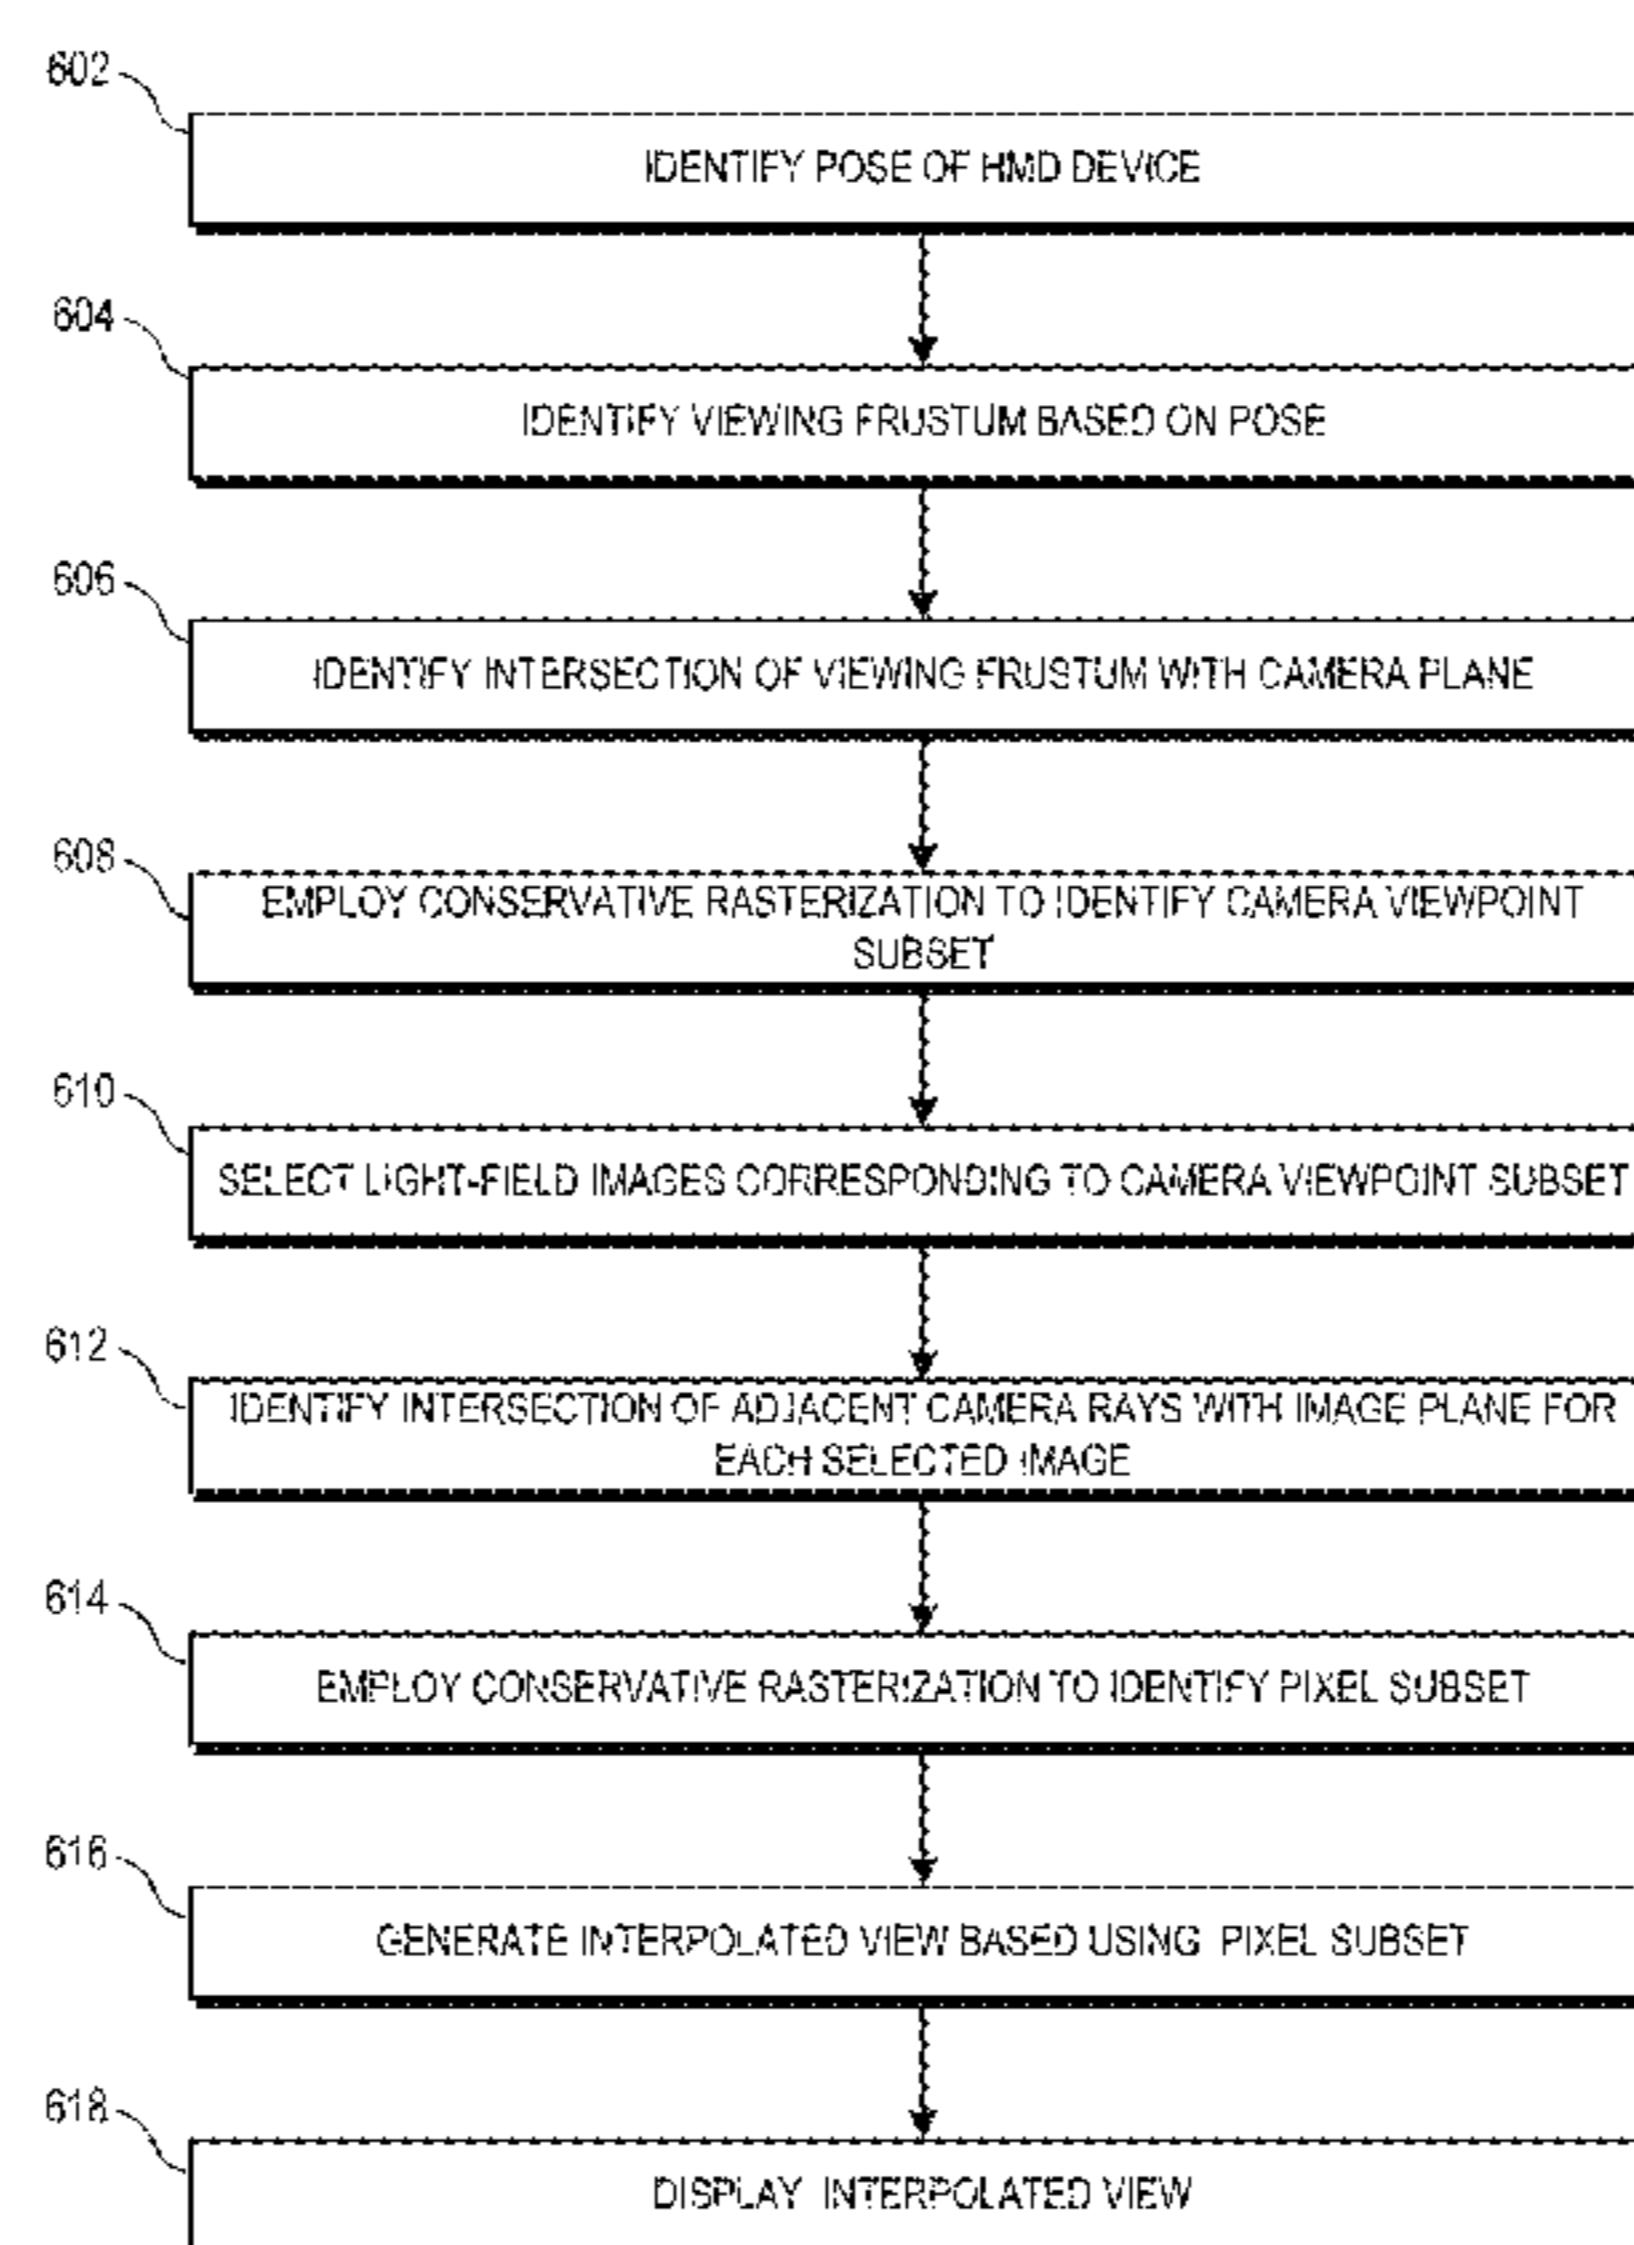 602
IDENTIFY POSE OF HMD DEVICE
604
IDENTIFY VIEWING FRUSTUM BASED ON POSE
606
IDENTIFY INTERSECTION OF VIEWING FRUSTUM WITH CAMERA PLANE
608
EMPLOY CONSERVATIVE RASTERIZATION TO IDENTIFY CAMERA VIEWPOINT
SUBSET
610
SELECT LIGHT-FIELD IMAGES CORRESPONDING TO CAMERA VIEWPOINT SUBSET
612
IDENTIFY INTERSECTION OF ADJACENT CAMERA RAYS WITH IMAGE PLANE FOR
EACH SELECTED IMAGE
614
EMPLOY CONSERVATIVE RASTERIZATION TO IDENTIFY PIXEL SUBSET
616
GENERATE INTERPOLATED VIEW BASED USING PIXEL SUBSET
618
DISPLAY INTERPOLATED VIEW